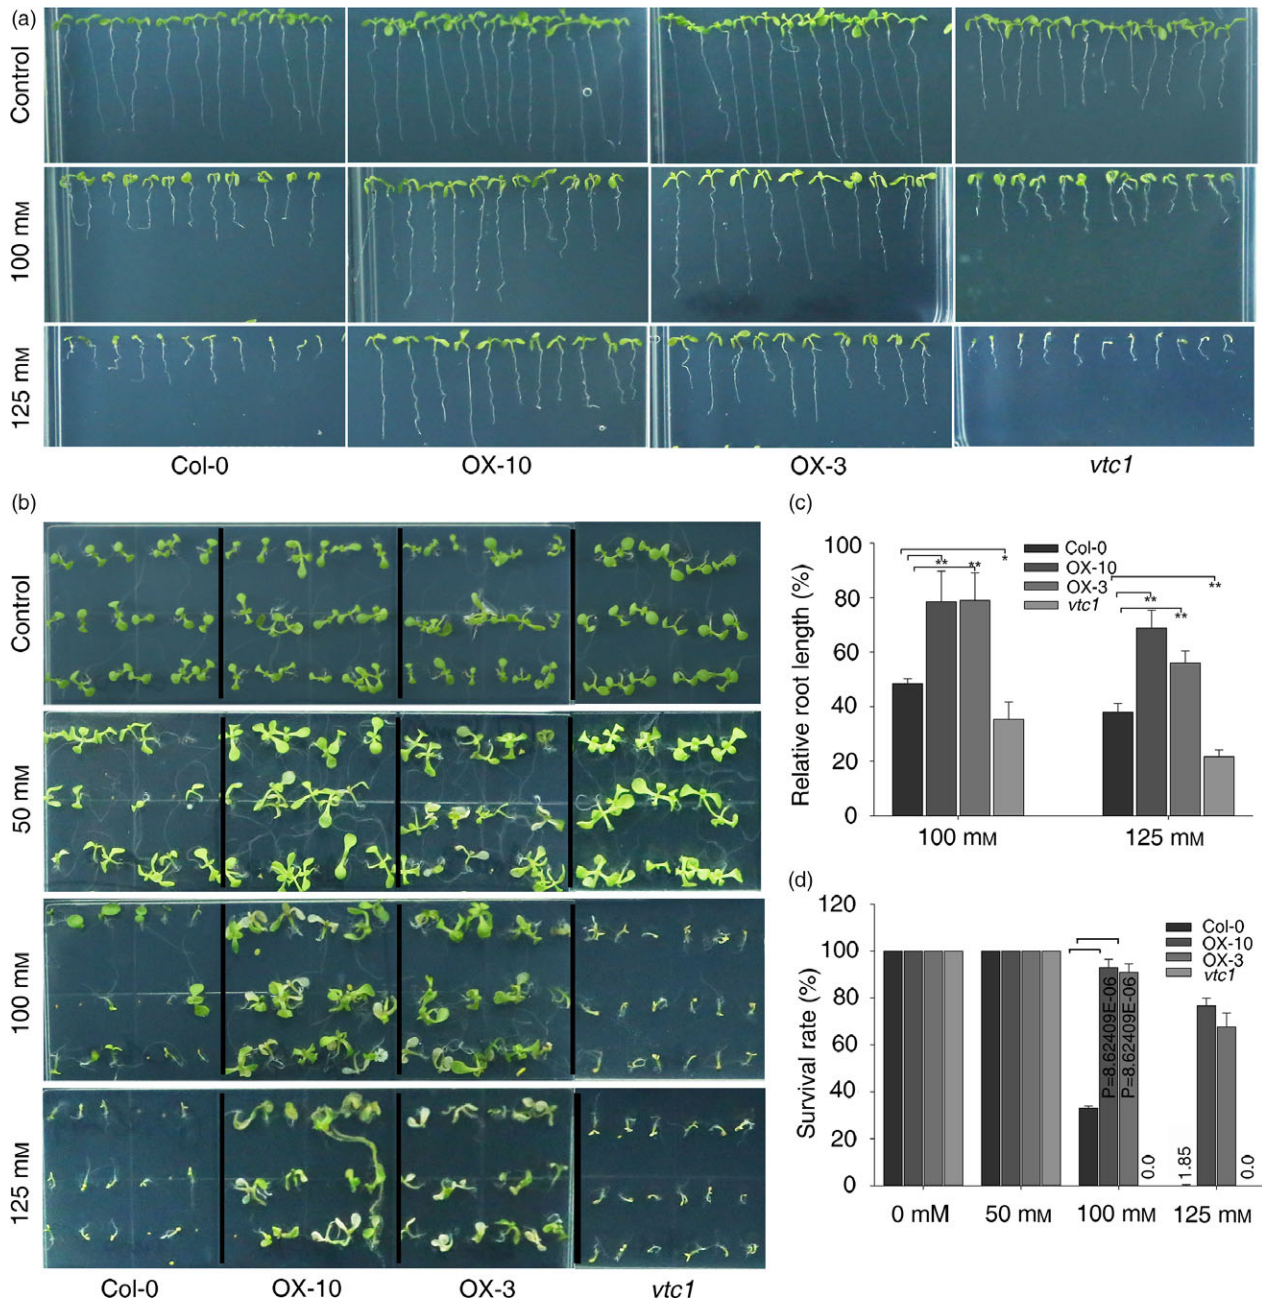 (a)
Control
100 mM
125 mM
Col-0
OX-10
OX-3
vtc1
(b)
Control
50 mM
100 mM
125 mM
Col-0
OX-10
OX-3
vtc1
(c)
Relative root length (%)
100
80
60
40
20
0
Col-0
OX-10
OX-3
vtc1
**
**
*
**
**
**
100 mM
125 mM
(d)
Survival rate (%)
120
100
80
60
40
20
0
Col-0
OX-10
OX-3
vtc1
P=8.62409E-06
P=8.62409E-06
0.0
1.85
0.0
0 mM
50 mM
100 mM
125 mM